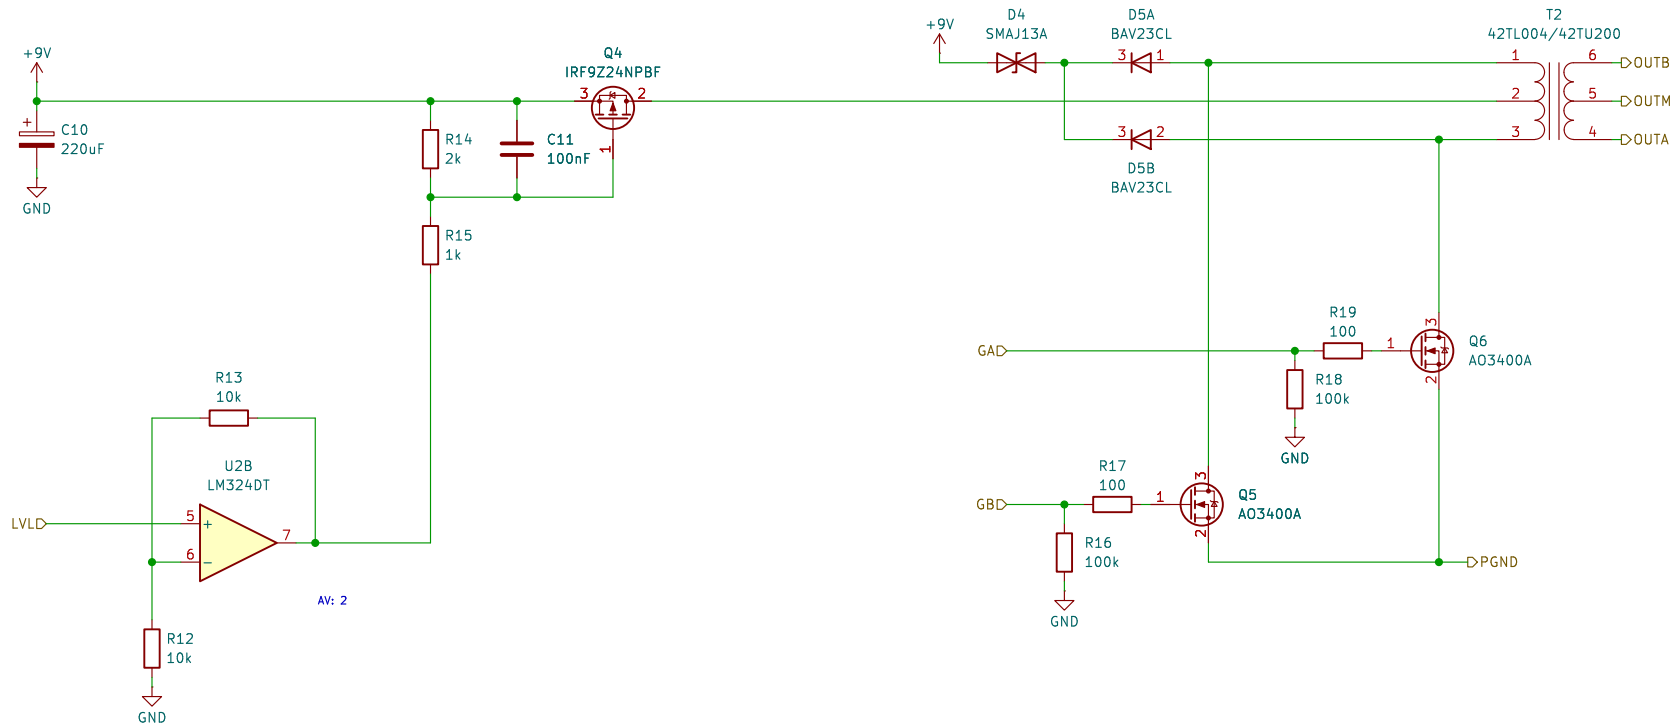 +9V
C10
220uF
+
GND
R14
2k
C11
100nF
Q4
IRF9Z24NPBF
3
2
1
R15
1k
R13
10k
U2B
LM324DT
LVL
5
+
6
−
7
AV: 2
R12
10k
GND
+9V
D4
SMAJ13A
D5A
BAV23CL
3
1
3
2
D5B
BAV23CL
T2
42TL004/42TU200
1
2
3
6
5
4
OUTB
OUTM
OUTA
GA
R19
100
1
3
2
Q6
AO3400A
R18
100k
GND
GB
R17
100
1
3
2
Q5
AO3400A
R16
100k
GND
PGND